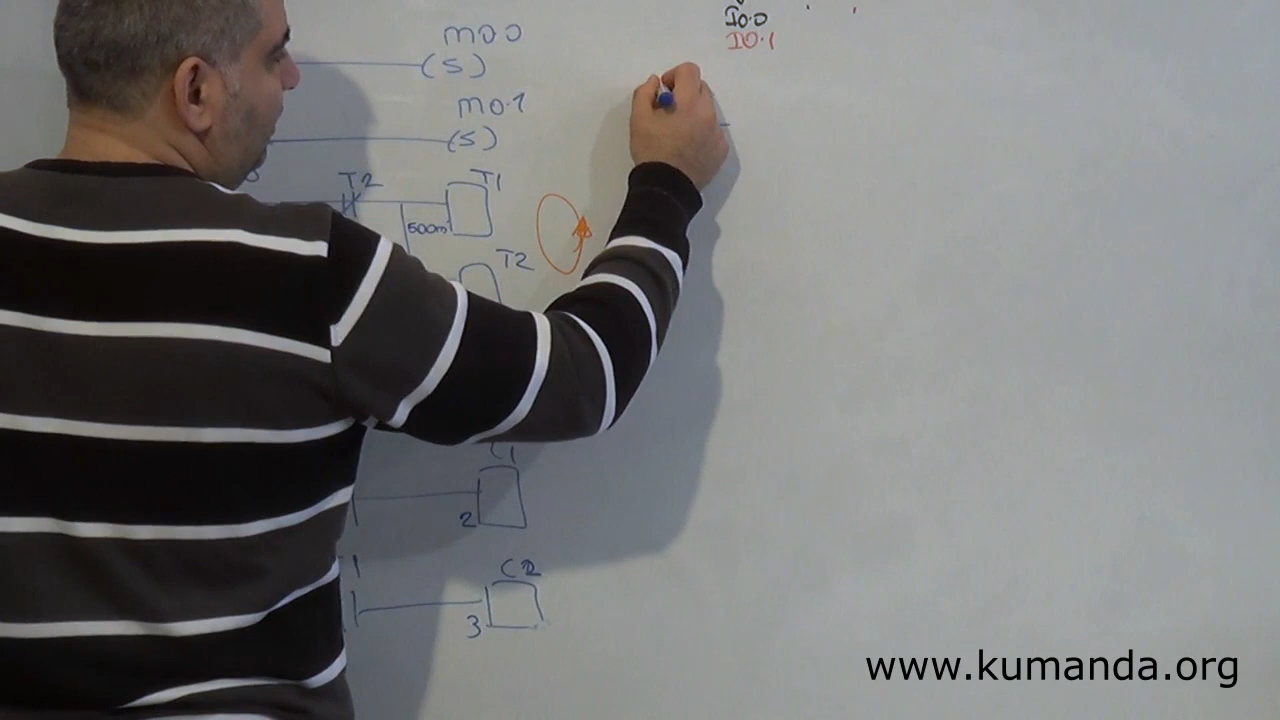 I0.0
I0.1
M0.0
(S)
M0.1
(S)
T2
T1
500m
T2
C1
2
C2
3
www.kumanda.org